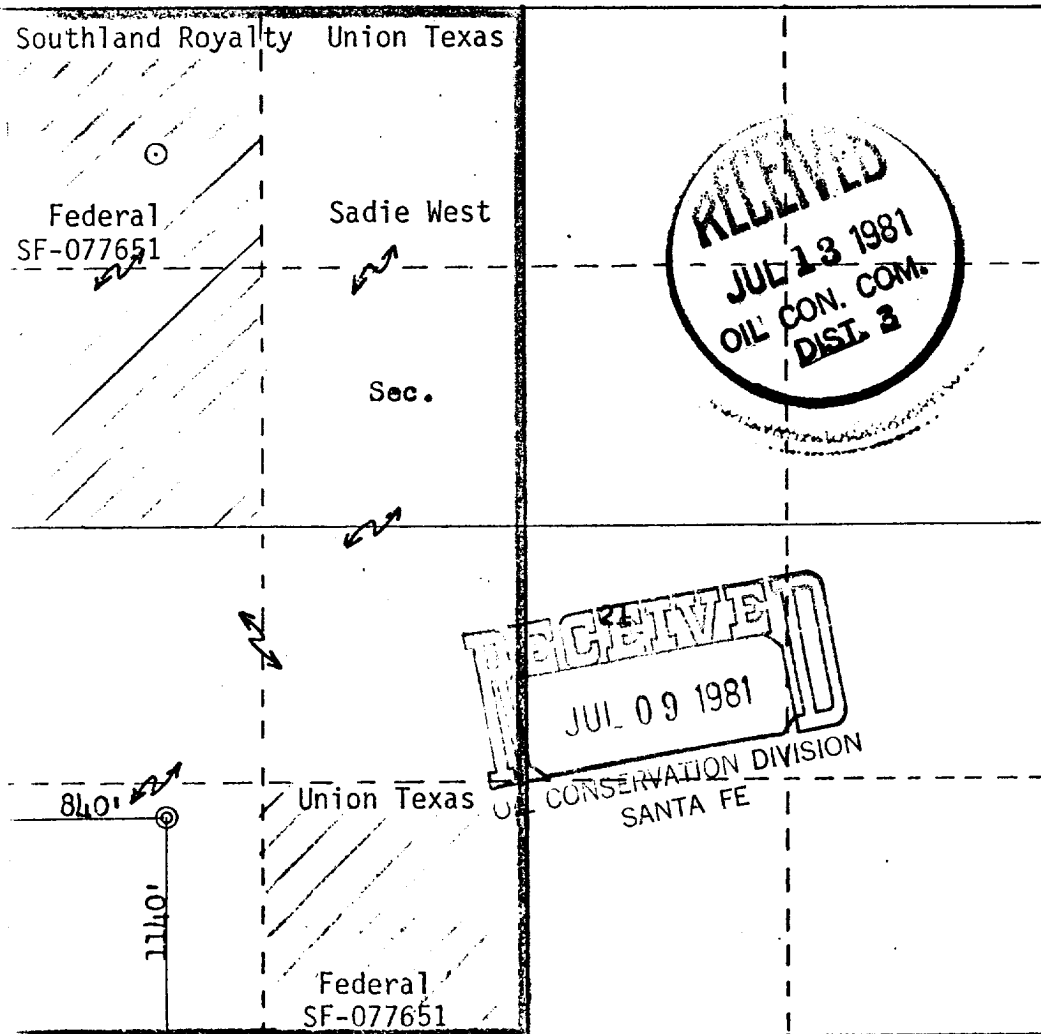 Southland Royalty Union Texas
Federal
SF-077651
Sadie West
RECEIVED
JUL 13 1981
OIL CON. COM.
DIST. 3
Sec.
21
RECEIVED
JUL 09 1981
CONSERVATION DIVISION
SANTA FE
840'
1140'
Union Texas
Federal
SF-077651